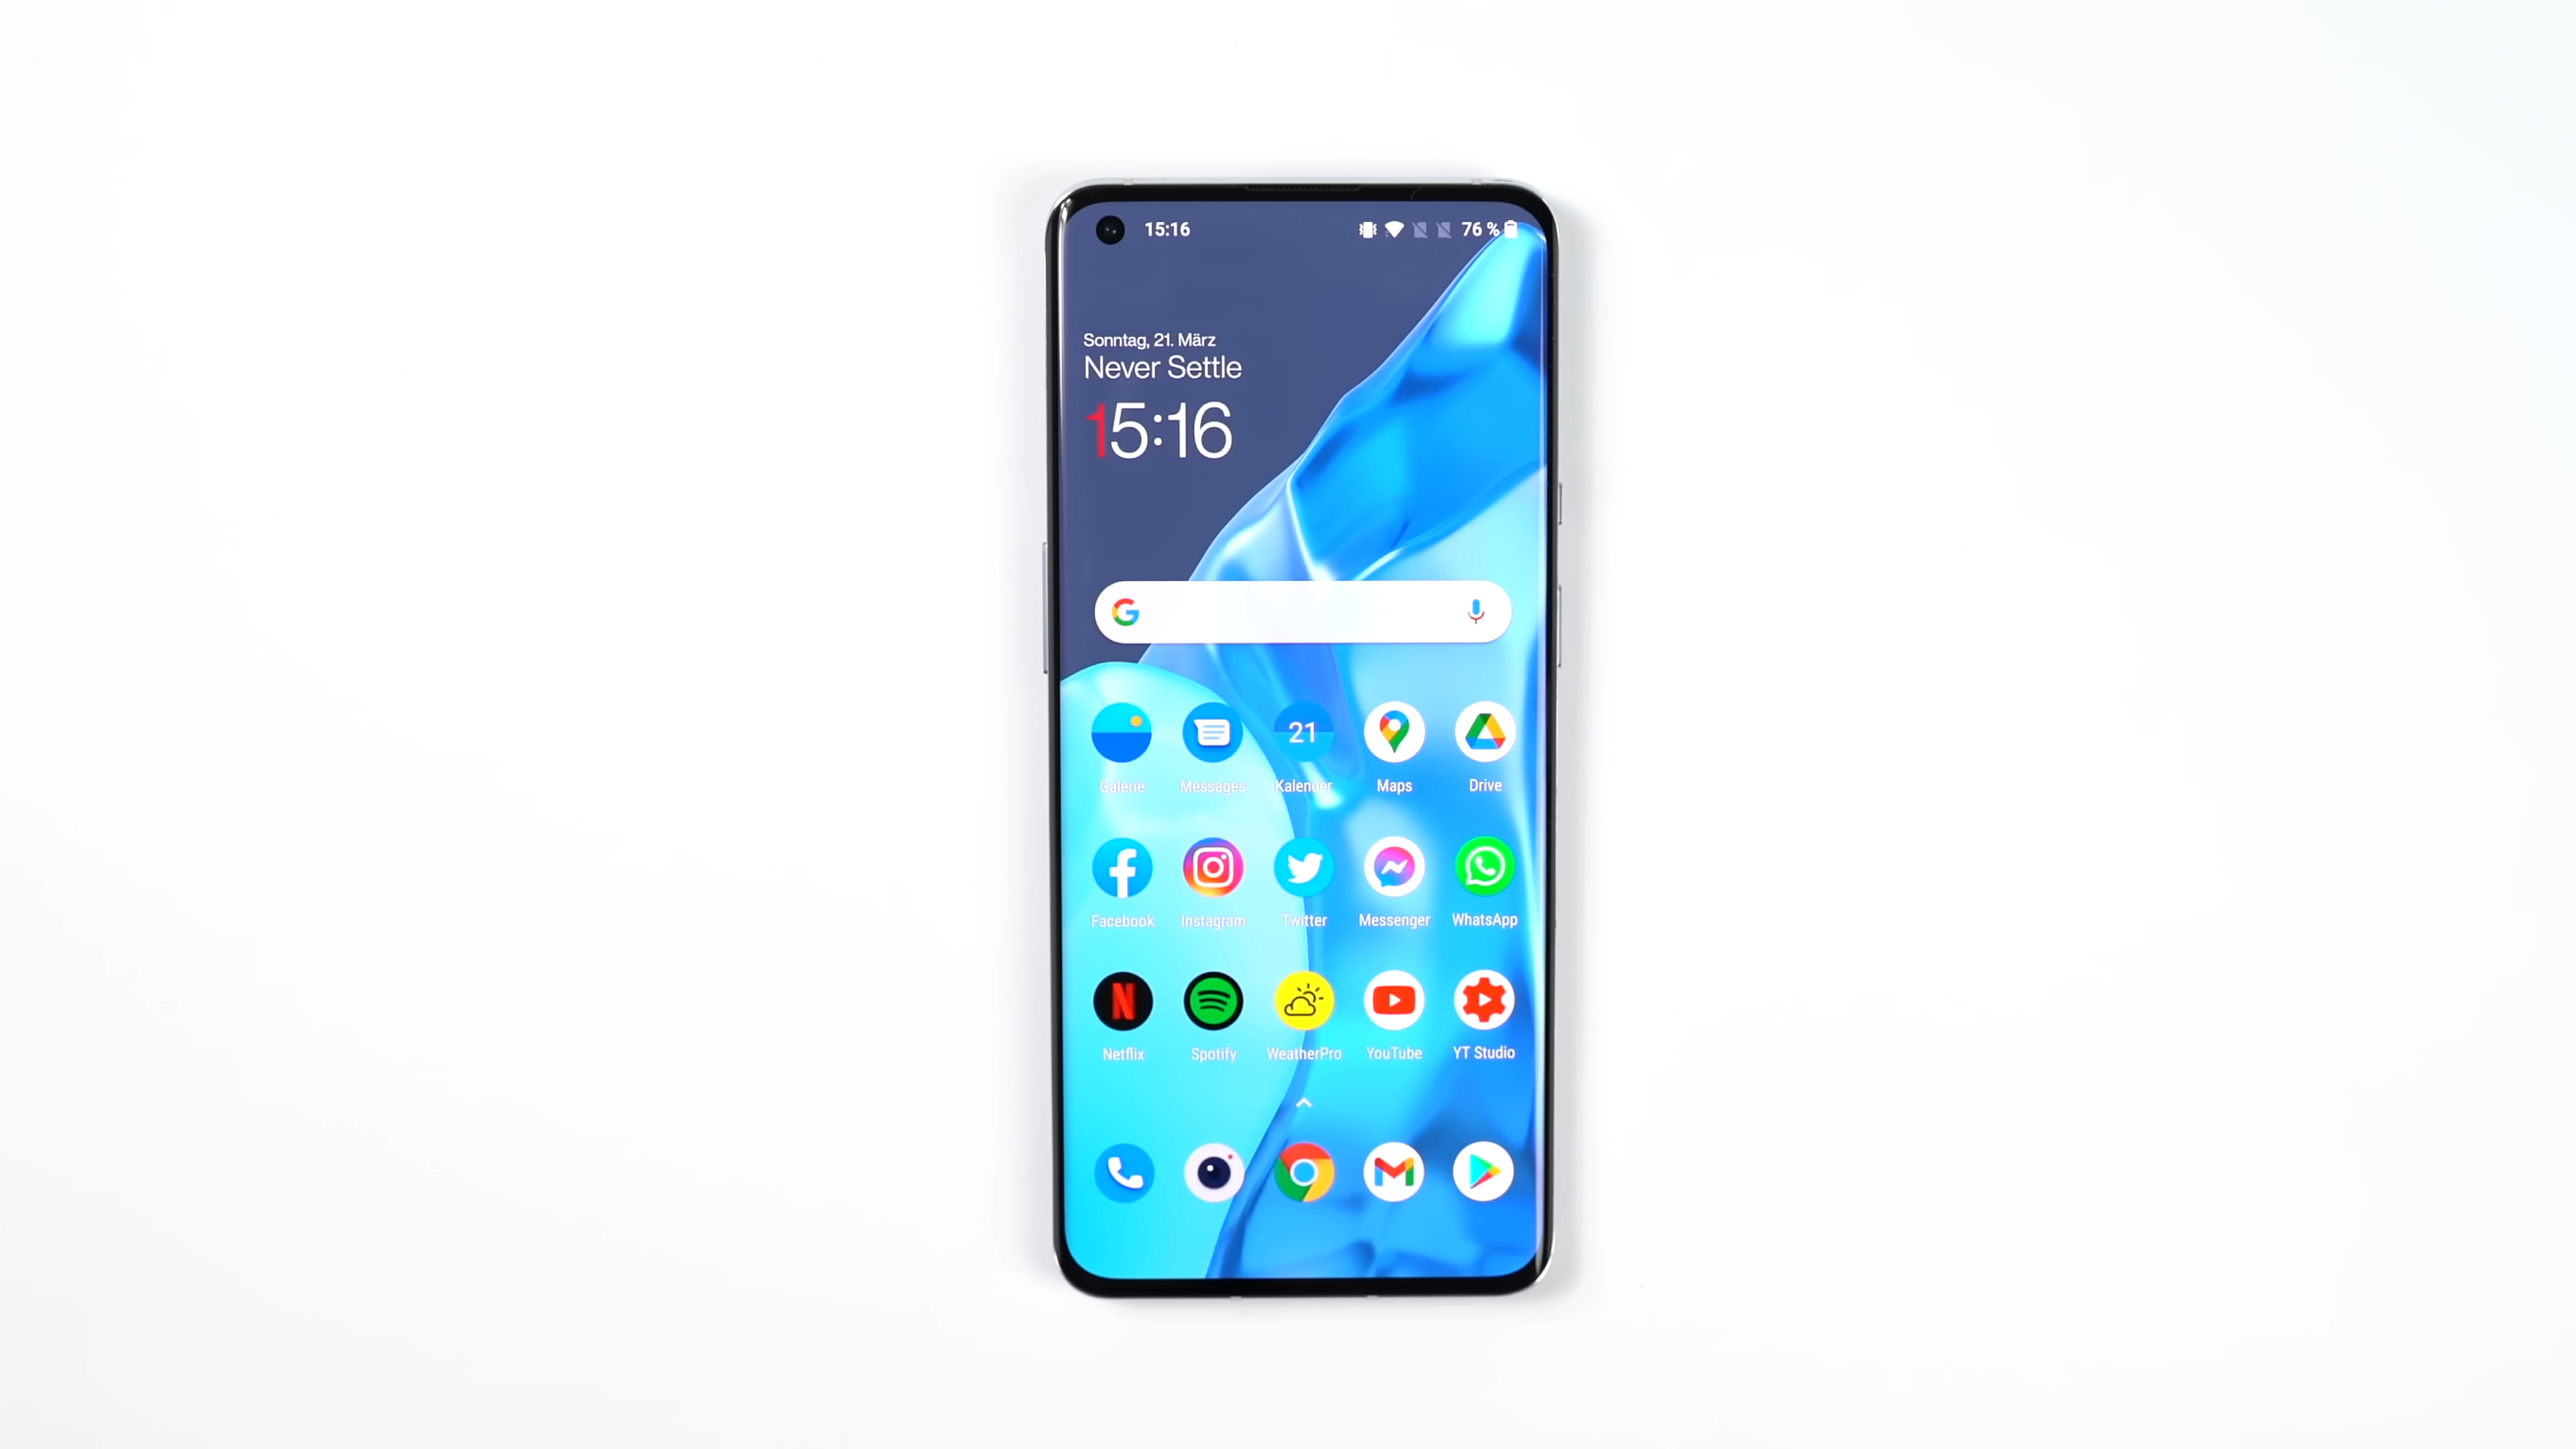 15:16 76 %
Sonntag, 21. März
Never Settle
15:16
21
Galerie Messages Kalender Maps Drive
Facebook Instagram Twitter Messenger WhatsApp
Netflix Spotify WeatherPro YouTube YT Studio